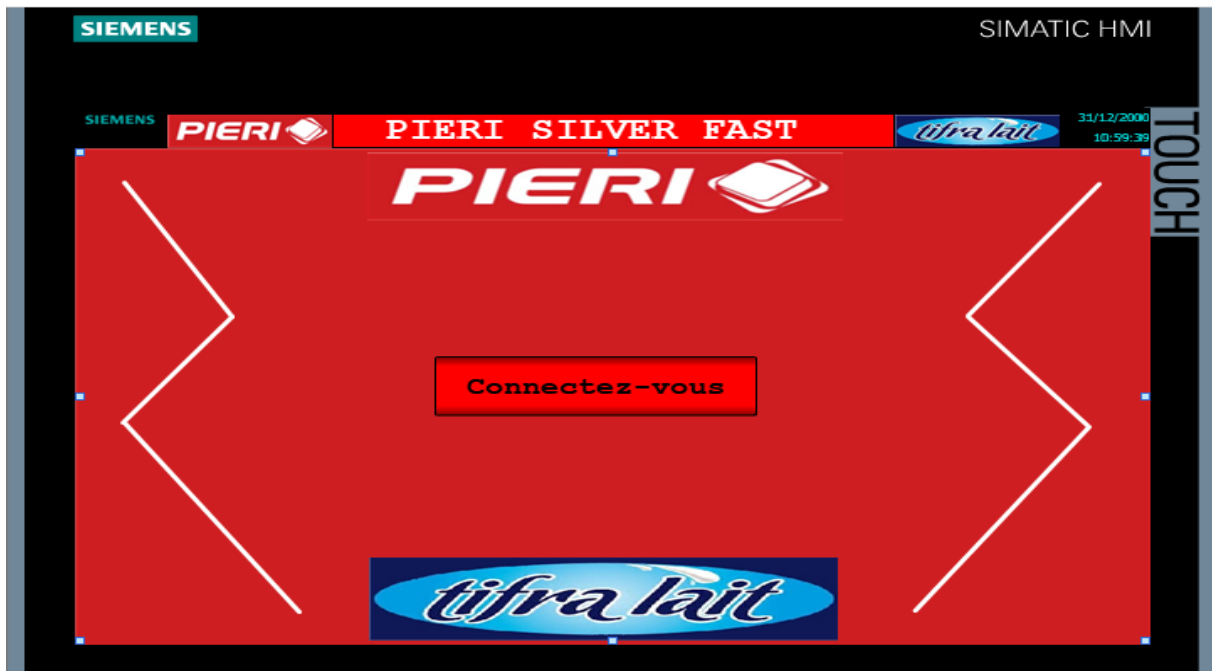 SIEMENS
SIMATIC HMI
SIEMENS
PIERI
PIERI SILVER FAST
tifra lait
31/12/2000
10:59:39
TOUCH
PIERI
Connectez-vous
tifra lait